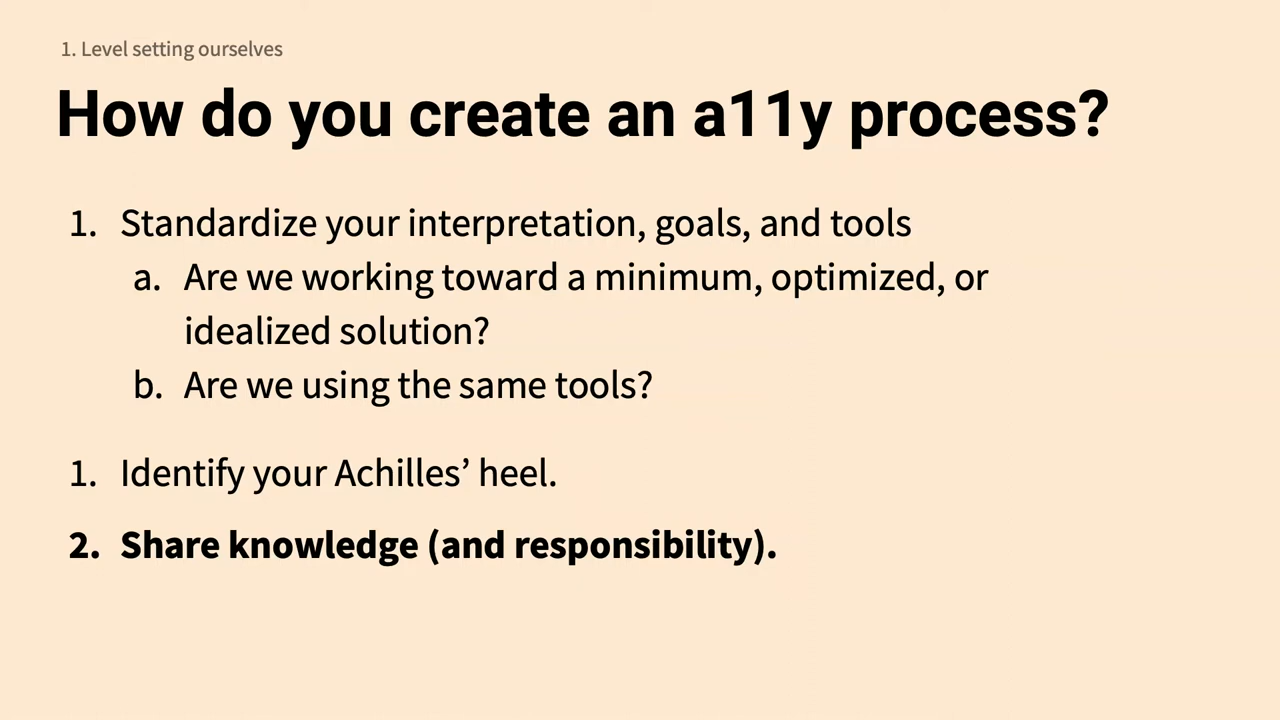 1. Level setting ourselves
How do you create an a11y process?
1. Standardize your interpretation, goals, and tools
a. Are we working toward a minimum, optimized, or
idealized solution?
b. Are we using the same tools?
1. Identify your Achilles’ heel.
2. Share knowledge (and responsibility).